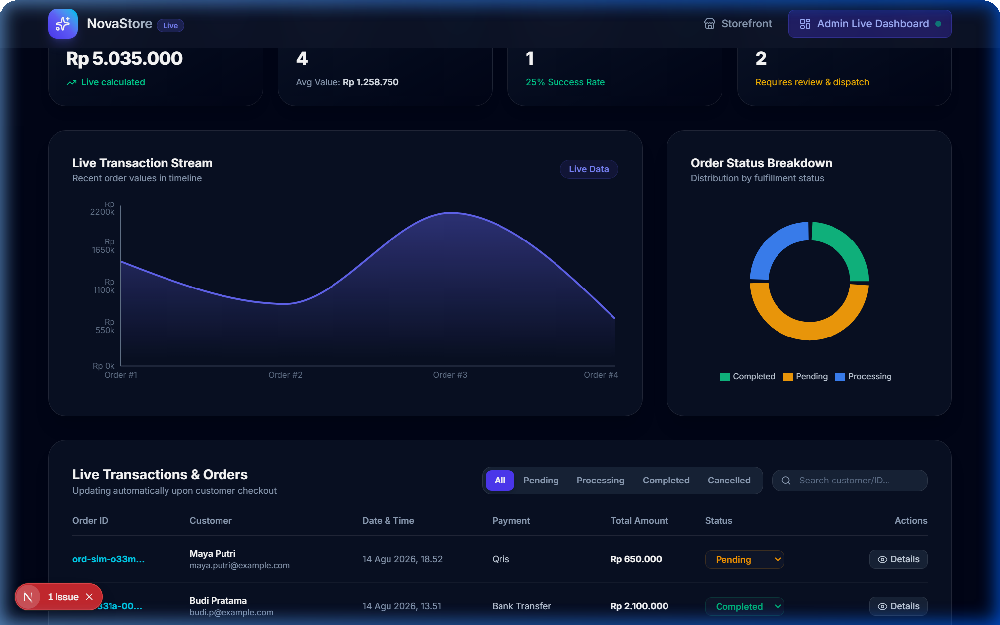 NovaStore Live
Storefront
Admin Live Dashboard
Rp 5.035.000
Live calculated
4
Avg Value: Rp 1.258.750
1
25% Success Rate
2
Requires review & dispatch
Live Transaction Stream
Recent order values in timeline
Live Data
Rp
2200k
Rp
1650k
Rp
1100k
Rp
550k
Rp 0k
Order #1
Order #2
Order #3
Order #4
Order Status Breakdown
Distribution by fulfillment status
Completed
Pending
Processing
Live Transactions & Orders
Updating automatically upon customer checkout
All
Pending
Processing
Completed
Cancelled
Search customer/ID...
Order ID
Customer
Date & Time
Payment
Total Amount
Status
Actions
ord-sim-o33m...
Maya Putri
maya.putri@example.com
14 Agu 2026, 18.52
Qris
Rp 650.000
Pending
Details
331a-00...
Budi Pratama
budi.p@example.com
14 Agu 2026, 13.51
Bank Transfer
Rp 2.100.000
Completed
Details
N
1 Issue